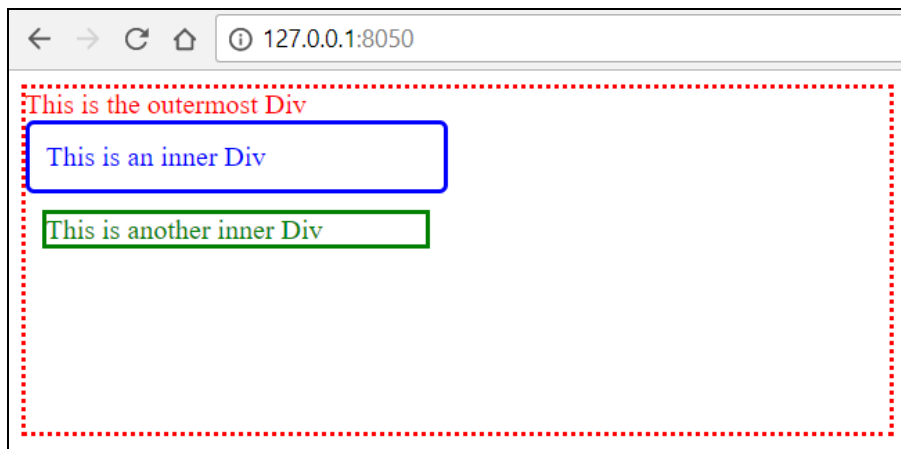 127.0.0.1:8050
This is the outermost Div
This is an inner Div
This is another inner Div